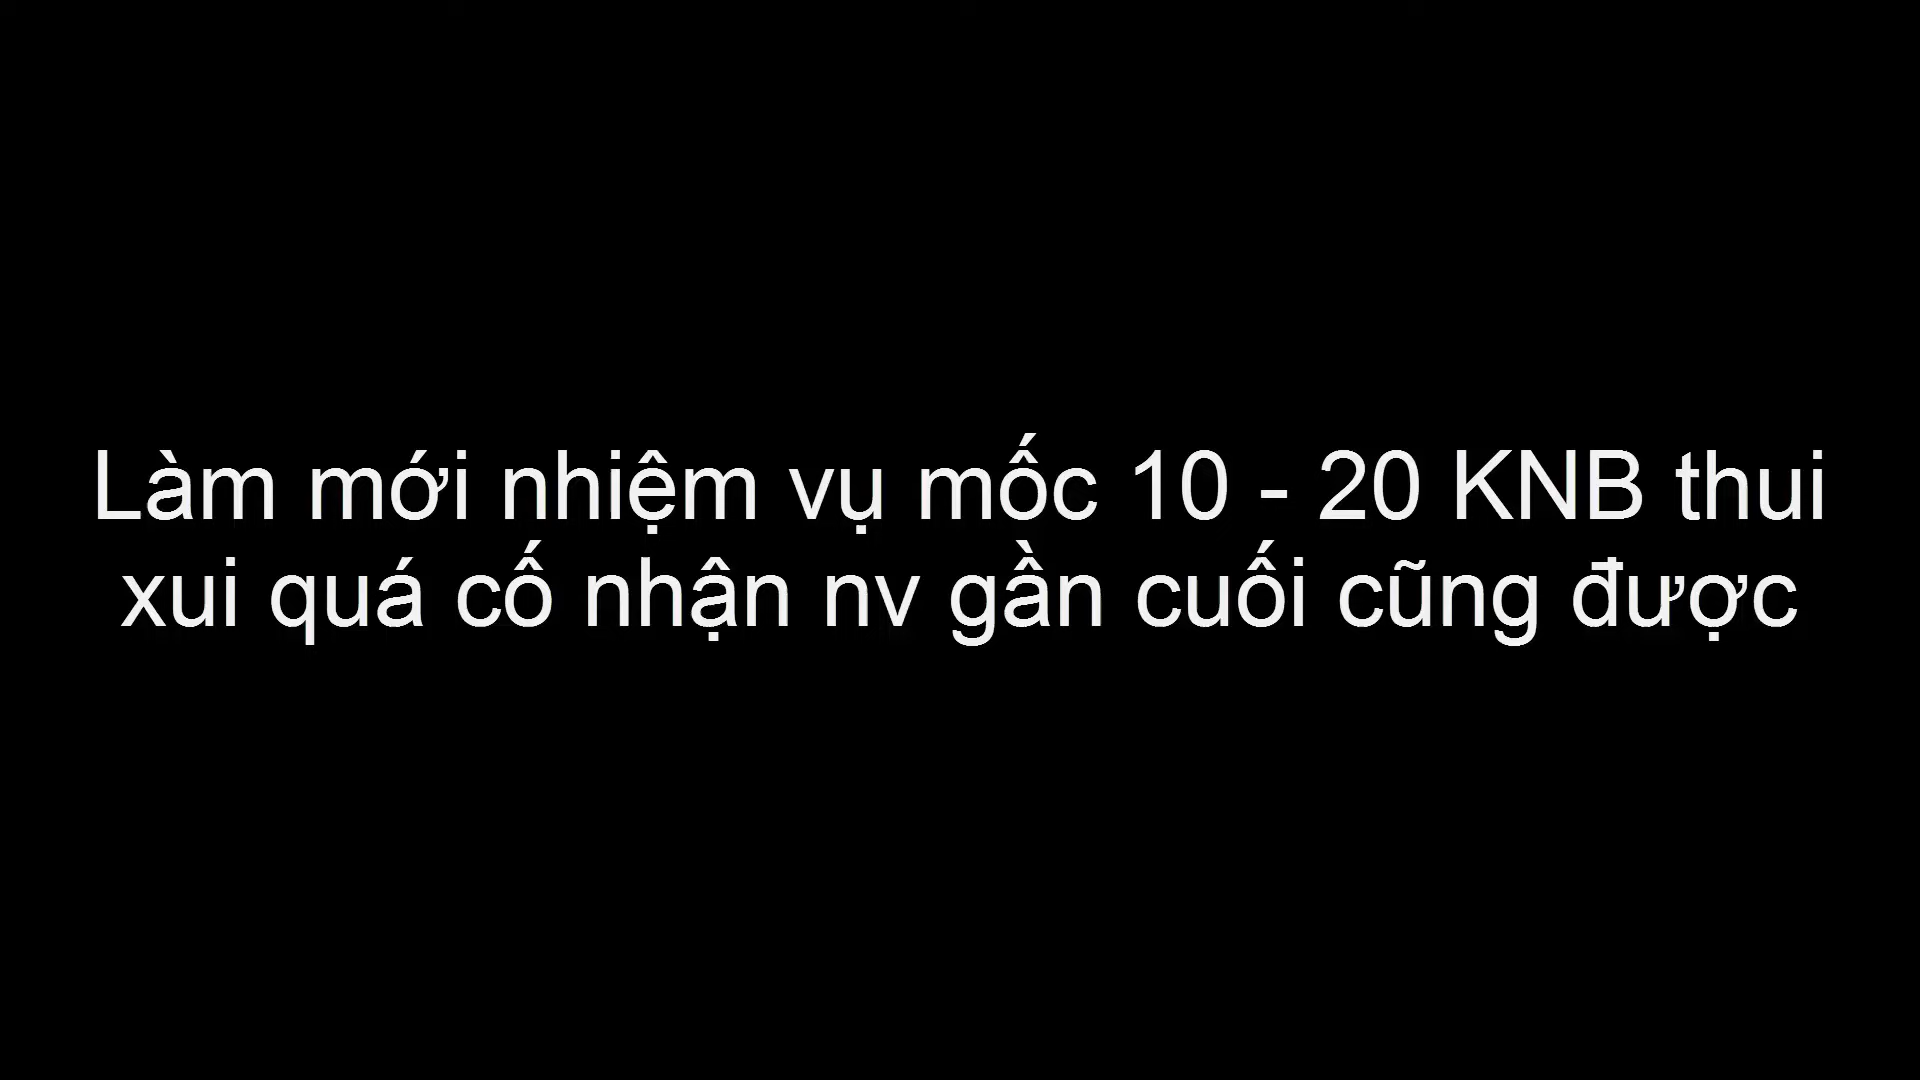 Làm mới nhiệm vụ mốc 10 - 20 KNB thui
xui quá cố nhận nv gần cuối cũng được